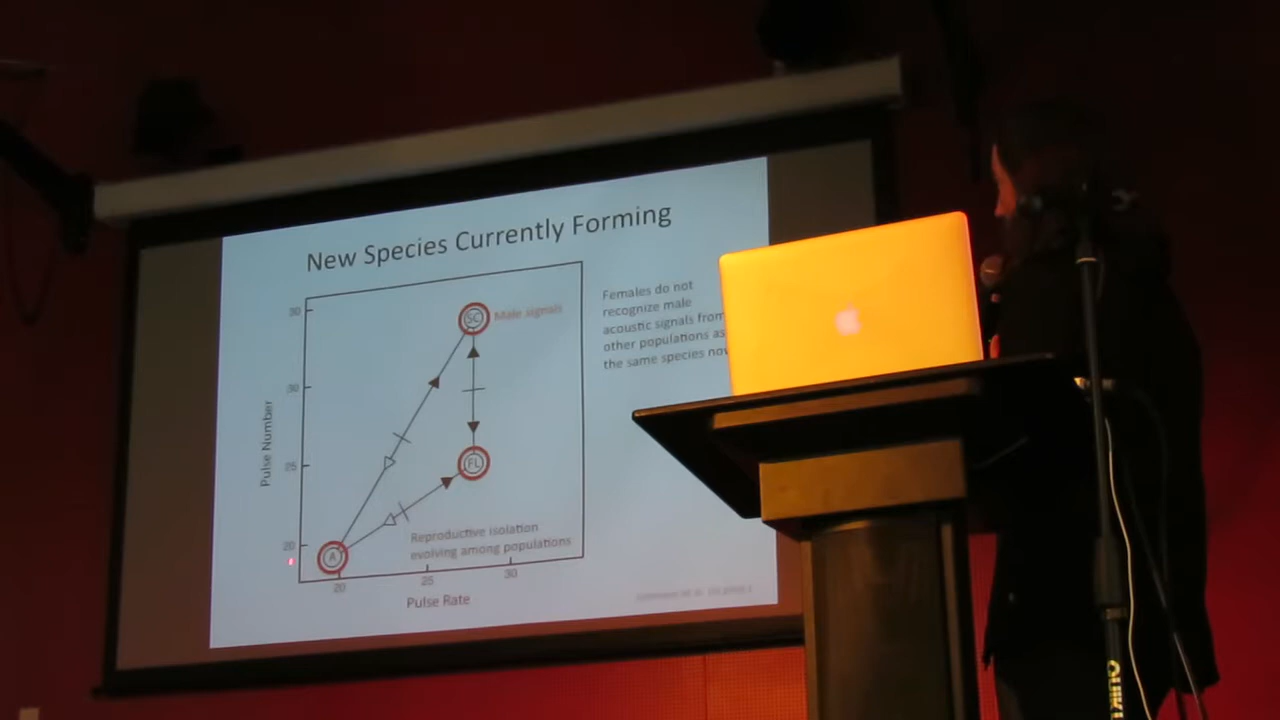 New Species Currently Forming
SC
Male signals
Females do not
recognize male
acoustic signals from
other populations as
the same species now
30
25
20
Pulse Number
FL
A
Reproductive isolation
evolving among populations
20
25
30
Pulse Rate